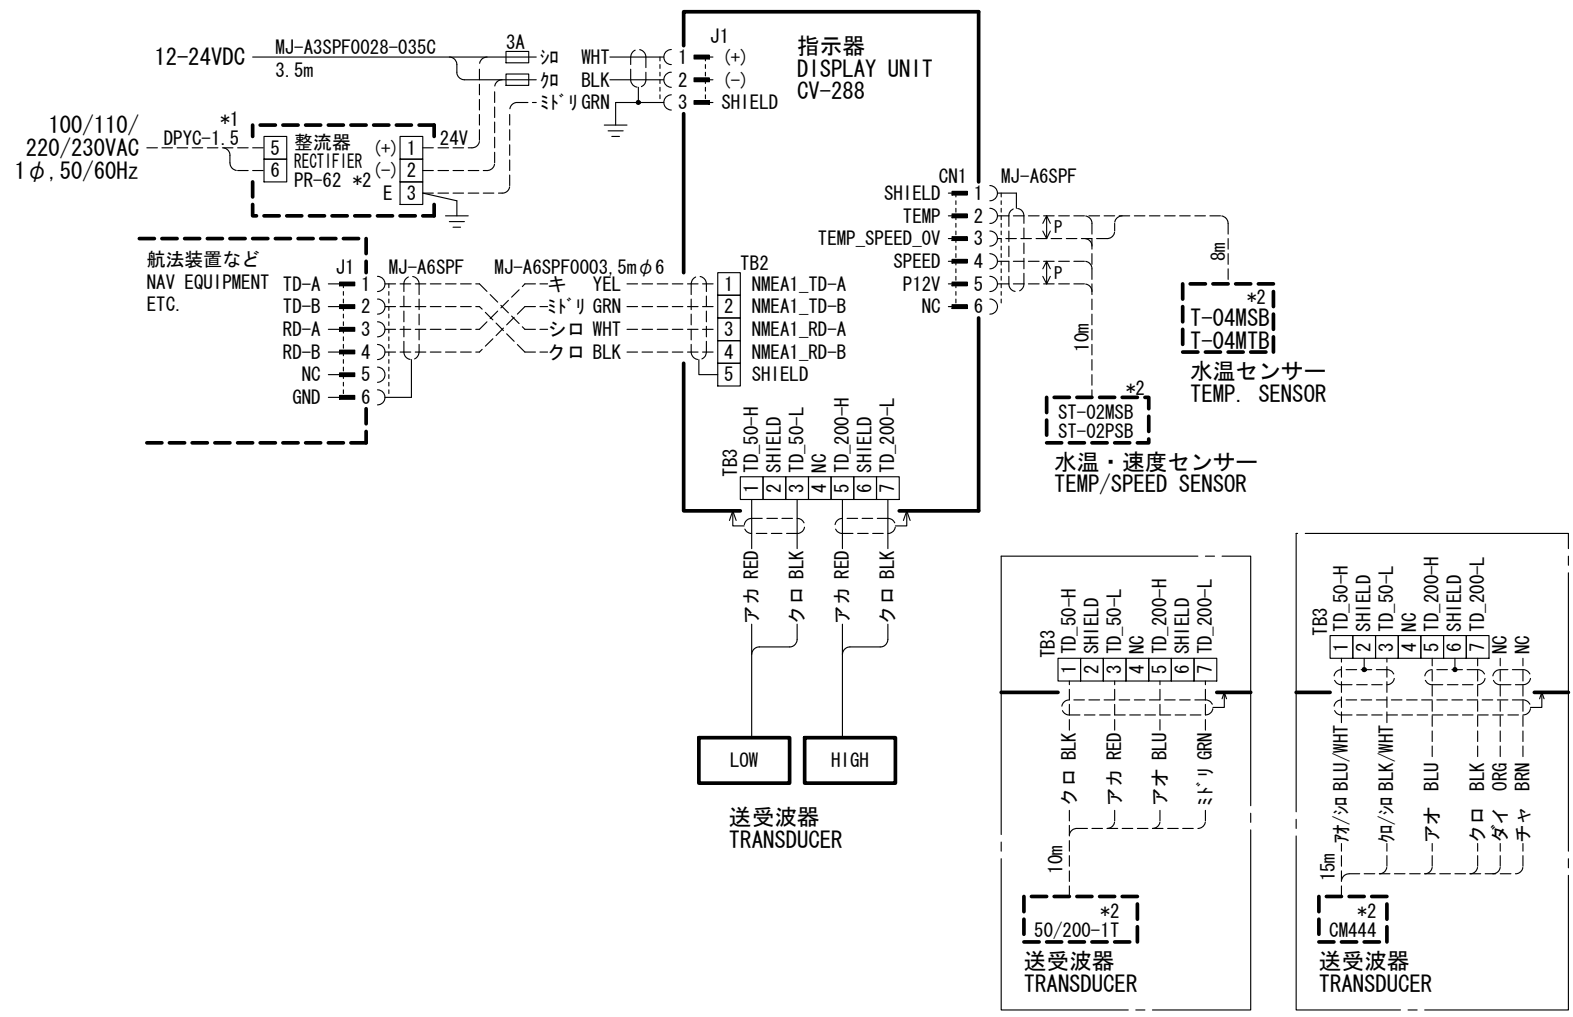 12-24VDC
MJ-A3SPF0028-035C
3.5m
3A
ｼﾛ WHT
ｸﾛ BLK
ﾐﾄﾞﾘ GRN
J1
1 (+)
2 (-)
3 SHIELD
指示器
DISPLAY UNIT
CV-288
100/110/
220/230VAC
1φ, 50/60Hz
*1
DPYC-1.5
5
6
整流器
RECTIFIER
PR-62 *2
(+) 1
(-) 2
E 3
24V
航法装置など
NAV EQUIPMENT
ETC.
J1
TD-A 1
TD-B 2
RD-A 3
RD-B 4
NC 5
GND 6
MJ-A6SPF
MJ-A6SPF0003,5mφ6
キ YEL
ﾐﾄﾞﾘ GRN
シロ WHT
クロ BLK
TB2
1 NMEA1_TD-A
2 NMEA1_TD-B
3 NMEA1_RD-A
4 NMEA1_RD-B
5 SHIELD
CN1
MJ-A6SPF
SHIELD 1
TEMP 2
TEMP_SPEED_0V 3
SPEED 4
P12V 5
NC 6
P
P
8m
10m
*2
T-04MSB
T-04MTB
水温センサー
TEMP. SENSOR
*2
ST-02MSB
ST-02PSB
水温・速度センサー
TEMP/SPEED SENSOR
TB3
1 TD_50-H
2 SHIELD
3 TD_50-L
4 NC
5 TD_200-H
6 SHIELD
7 TD_200-L
アカ RED
クロ BLK
アカ RED
クロ BLK
LOW
HIGH
送受波器
TRANSDUCER
TB3
1 TD_50-H
2 SHIELD
3 TD_50-L
4 NC
5 TD_200-H
6 SHIELD
7 TD_200-L
クロ BLK
アカ RED
アオ BLU
ﾐﾄﾞﾘ GRN
10m
*2
50/200-1T
送受波器
TRANSDUCER
TB3
1 TD_50-H
2 SHIELD
3 TD_50-L
4 NC
5 TD_200-H
6 SHIELD
7 TD_200-L
NC
NC
ｱｵ/ｼﾛ BLU/WHT
ｸﾛ/ｼﾛ BLK/WHT
アオ BLU
クロ BLK
ダイ ORG
チャ BRN
15m
*2
CM444
送受波器
TRANSDUCER